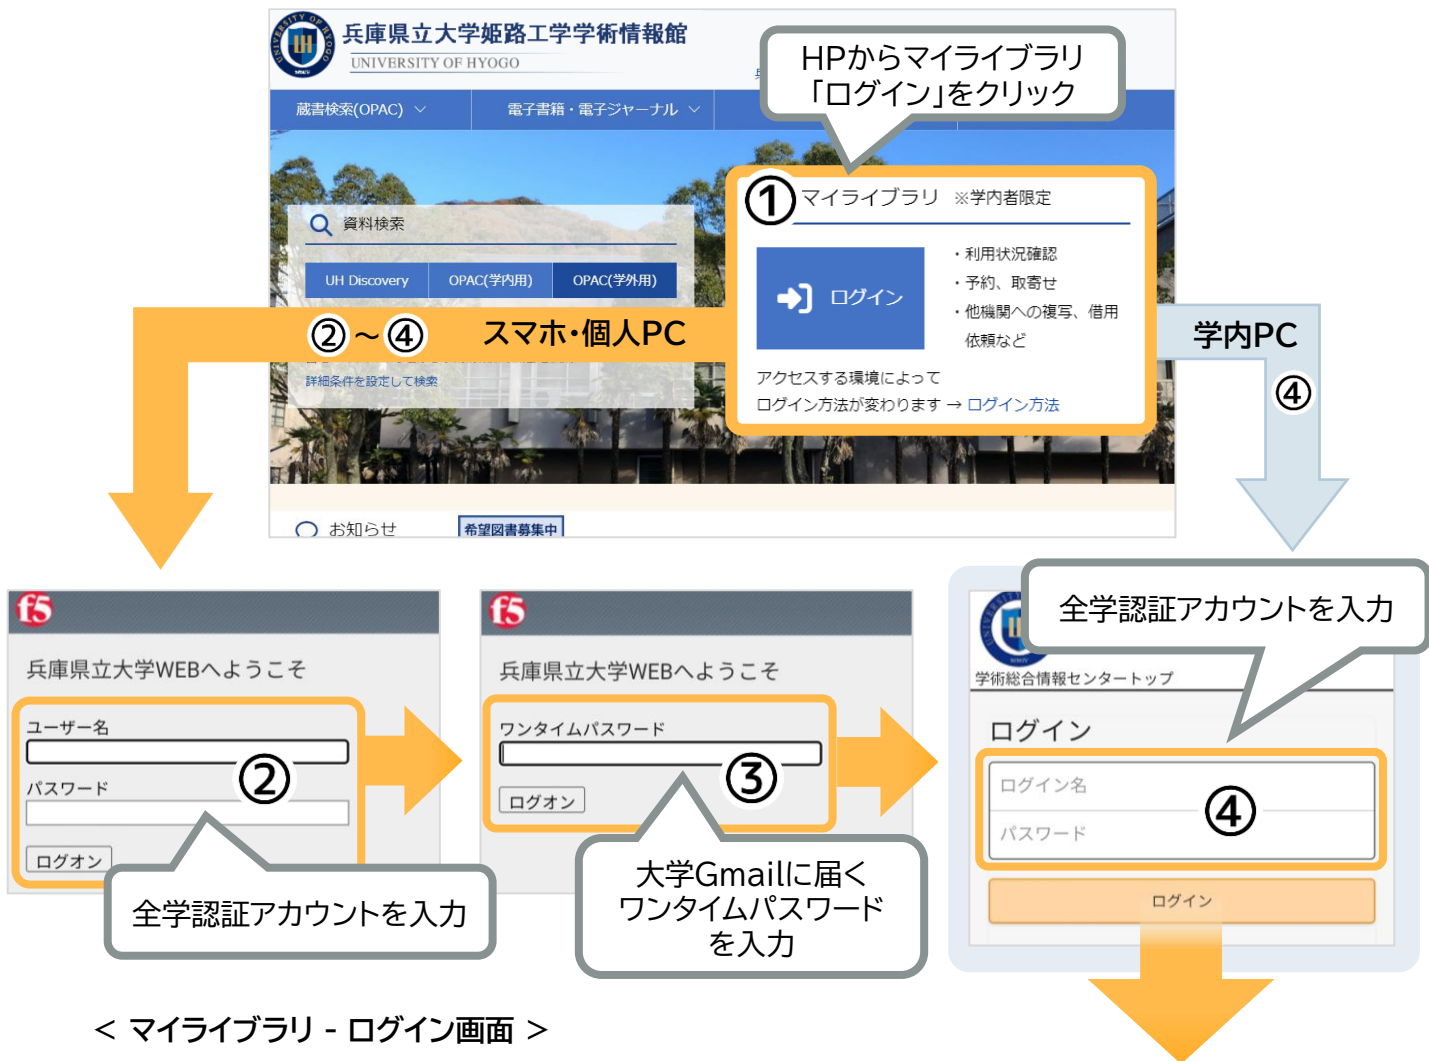 兵庫県立大学姫路工学学術情報館
UNIVERSITY OF HYOGO
HPからマイライブラリ
「ログイン」をクリック
蔵書検索(OPAC)
電子書籍・電子ジャーナル
① マイライブラリ ※学内者限定
資料検索
UH Discovery
OPAC(学内用)
OPAC(学外用)
ログイン
・利用状況確認
・予約、取寄せ
・他機関への複写、借用
依頼など
②~④ スマホ・個人PC
学内PC
④
詳細条件を設定して検索
アクセスする環境によって
ログイン方法が変わります → ログイン方法
お知らせ
希望図書募集中
f5
兵庫県立大学WEBへようこそ
ユーザー名
②
パスワード
ログオン
全学認証アカウントを入力
f5
兵庫県立大学WEBへようこそ
ワンタイムパスワード
③
ログオン
大学Gmailに届く
ワンタイムパスワード
を入力
全学認証アカウントを入力
学術総合情報センタートップ
ログイン
ログイン名
④
パスワード
ログイン
< マイライブラリ - ログイン画面 >